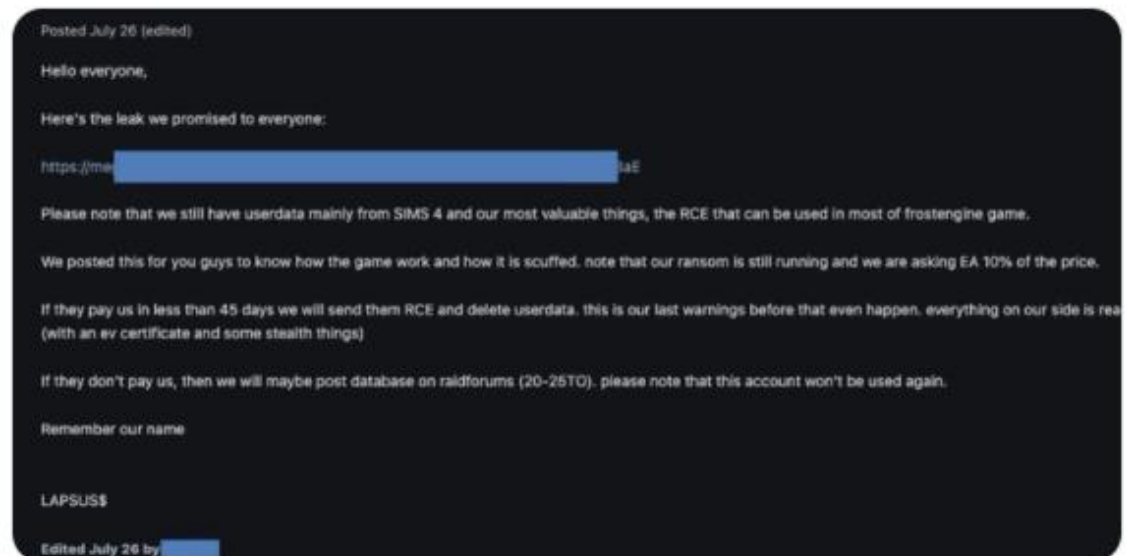 Posted July 26 (edited)
Hello everyone,
Here's the leak we promised to everyone:
https://me
IaE
Please note that we still have userdata mainly from SIMS 4 and our most valuable things, the RCE that can be used in most of frostengine game.
We posted this for you guys to know how the game work and how it is scuffed. note that our ransom is still running and we are asking EA 10% of the price.
If they pay us in less than 45 days we will send them RCE and delete userdata. this is our last warnings before that even happen. everything on our side is rea
(with an ev certificate and some stealth things)
If they don't pay us, then we will maybe post database on raidforums (20-25TO). please note that this account won't be used again.
Remember our name
LAPSUS$
Edited July 26 by